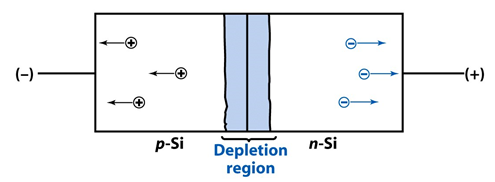 (–)
(+)
p-Si
Depletion
region
n-Si